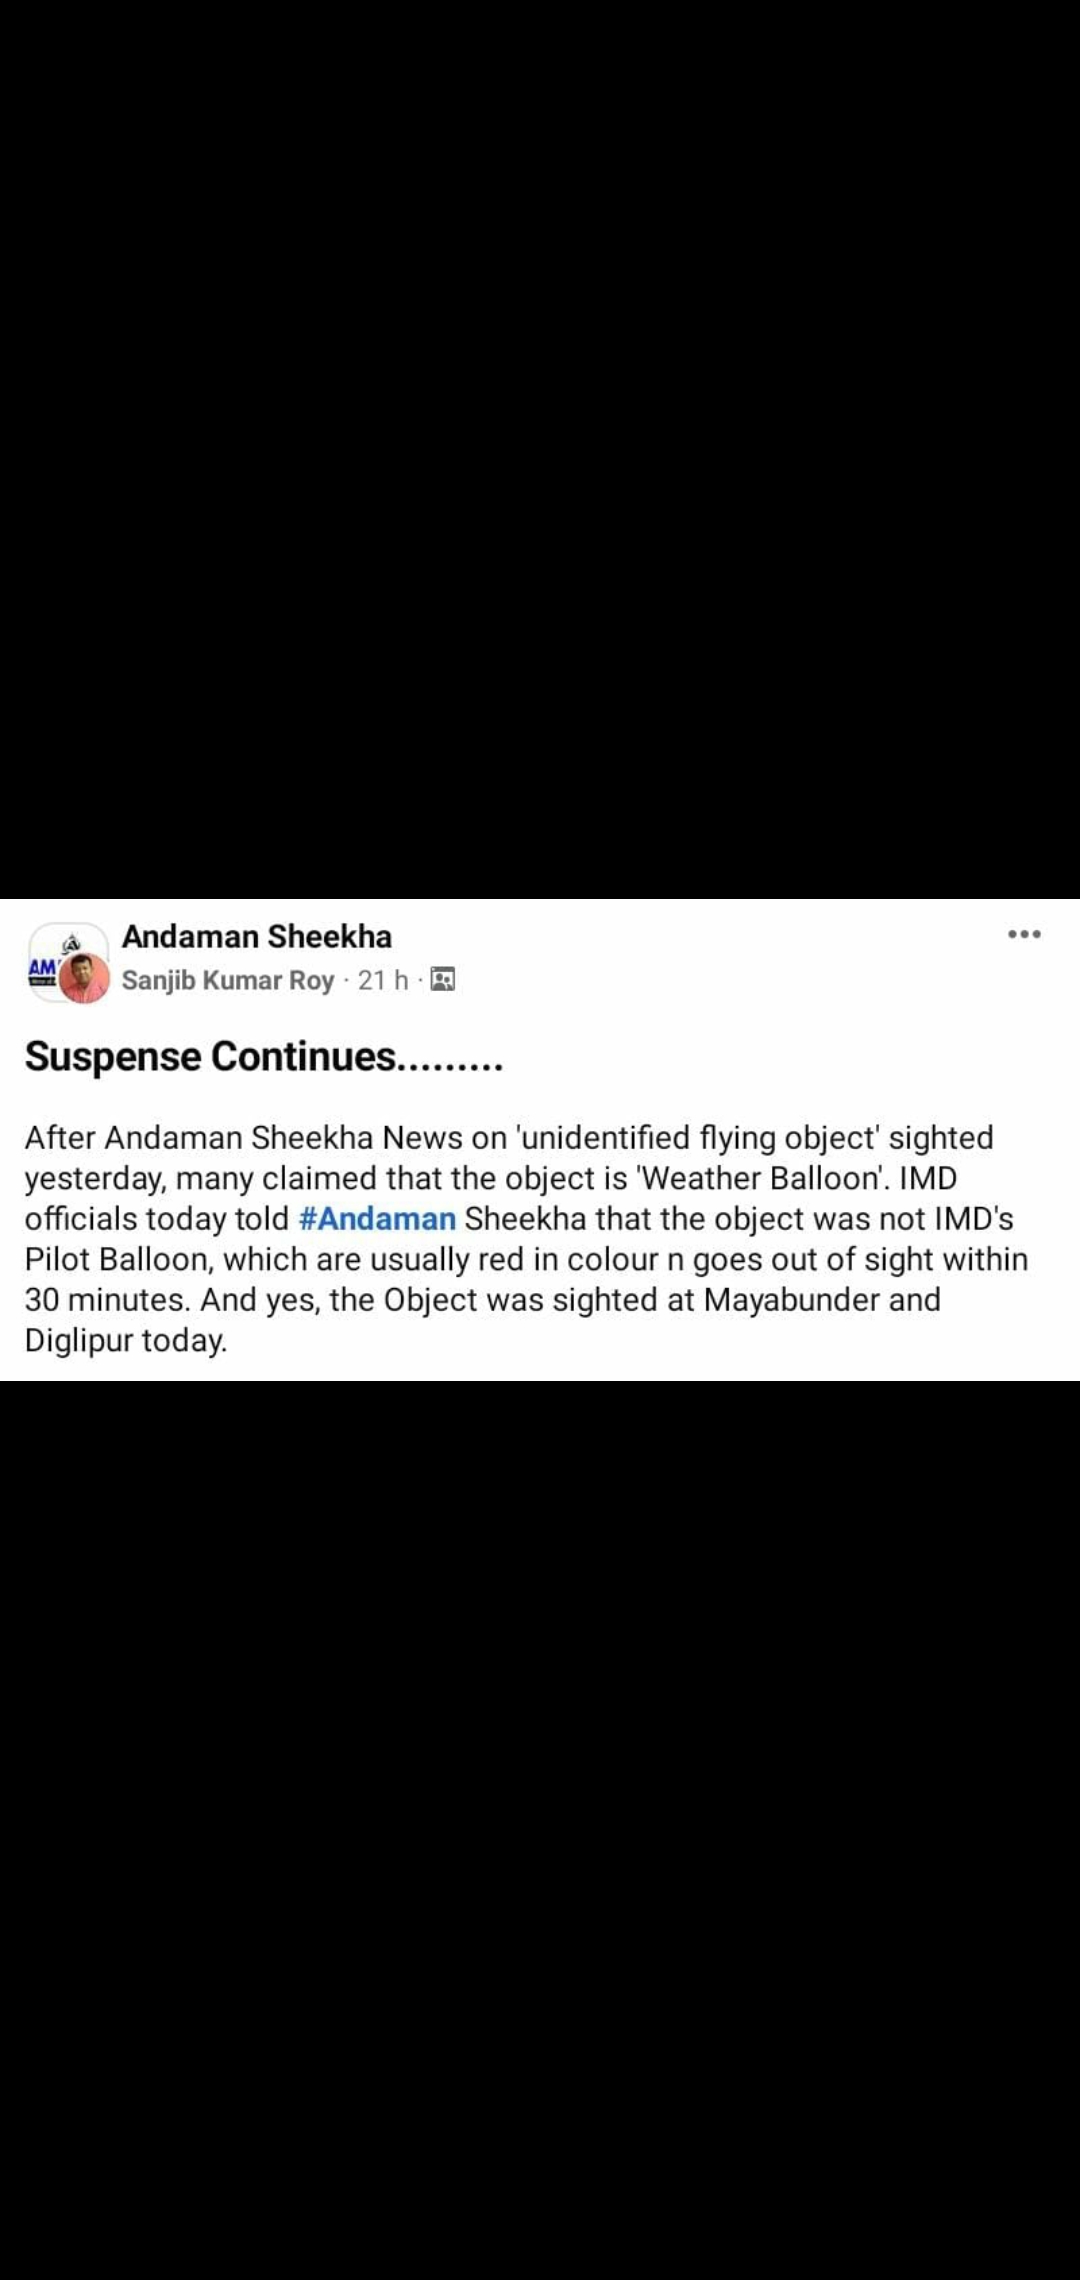 Andaman Sheekha
Sanjib Kumar Roy · 21 h ·
Suspense Continues.........
After Andaman Sheekha News on 'unidentified flying object' sighted
yesterday, many claimed that the object is 'Weather Balloon'. IMD
officials today told #Andaman Sheekha that the object was not IMD's
Pilot Balloon, which are usually red in colour n goes out of sight within
30 minutes. And yes, the Object was sighted at Mayabunder and
Diglipur today.